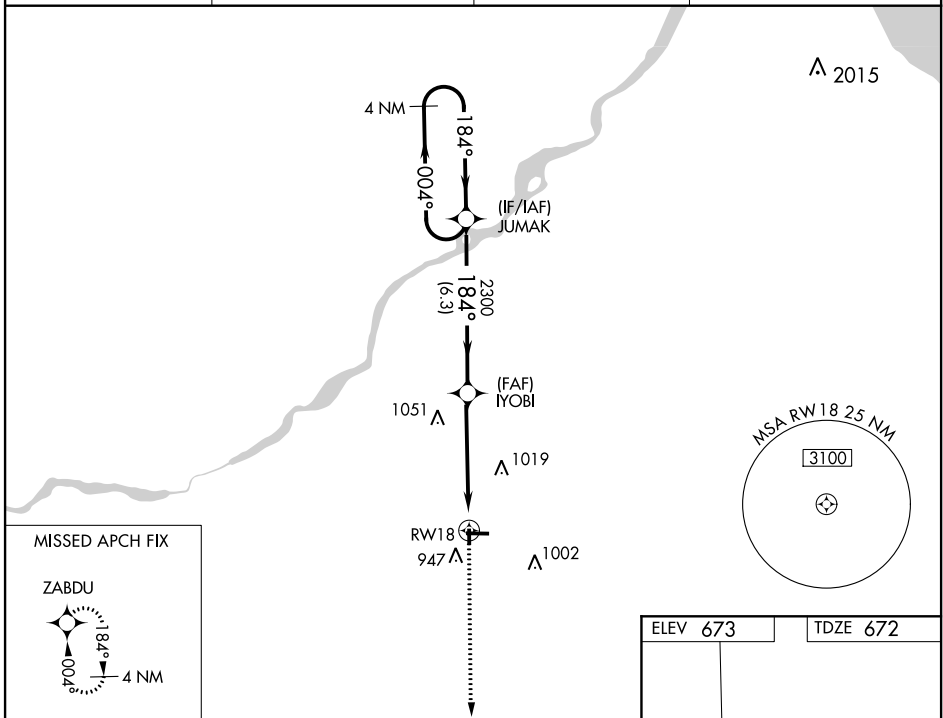 2015
4 NM
184°
004°
(IF/IAF)
JUMAK
2300
184°
(6.3)
(FAF)
IYOBI
1051
1019
MSA RW18 25 NM
3100
RW18
947
1002
MISSED APCH FIX
ZABDU
184°
004°
4 NM
ELEV 673
TDZE 672